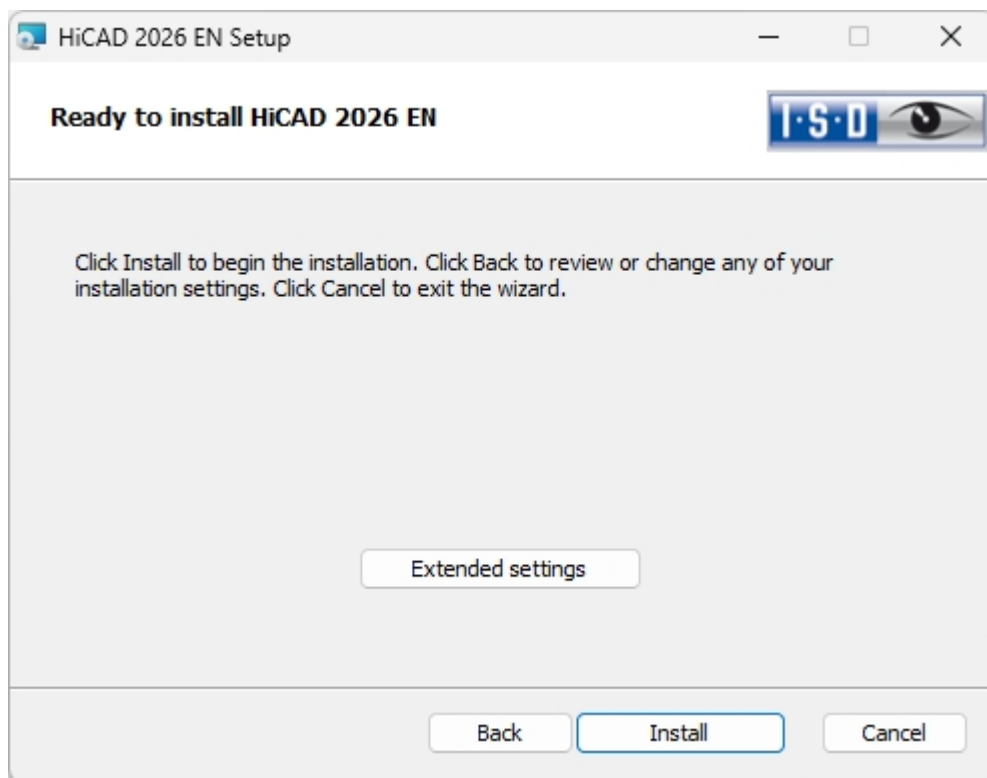 HiCAD 2026 EN Setup
Ready to install HiCAD 2026 EN
I·S·D
Click Install to begin the installation. Click Back to review or change any of your
installation settings. Click Cancel to exit the wizard.
Extended settings
Back
Install
Cancel